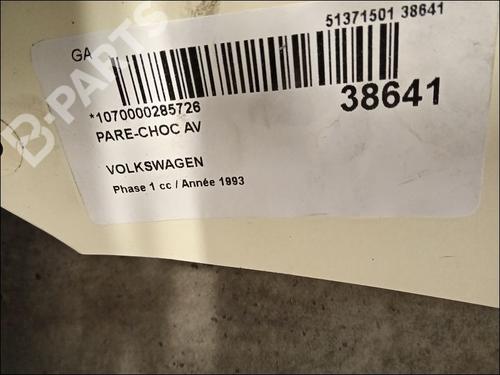 51371501 38641
GA
*1070000285726
38641
PARE-CHOC AV
VOLKSWAGEN
Phase 1 cc / Année 1993
B-PARTS